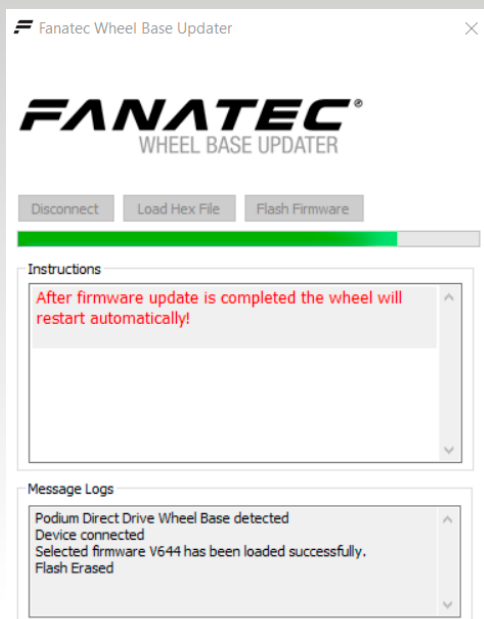 Fanatec Wheel Base Updater
FANATEC®
WHEEL BASE UPDATER
Disconnect Load Hex File Flash Firmware
Instructions
After firmware update is completed the wheel will
restart automatically!
Message Logs
Podium Direct Drive Wheel Base detected
Device connected
Selected firmware V644 has been loaded successfully.
Flash Erased